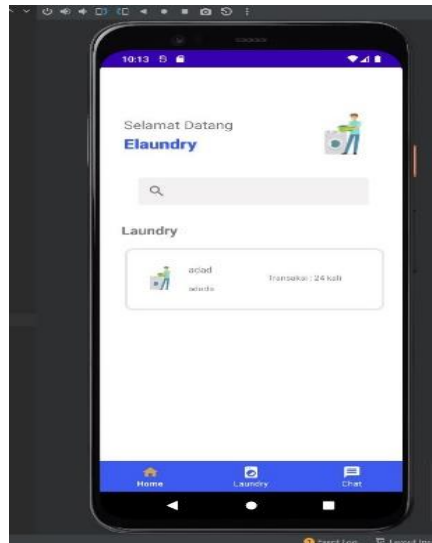 10:13
Selamat Datang
Elaundry
Laundry
adad
Transaksi : 24 kali
Home
Laundry
Chat